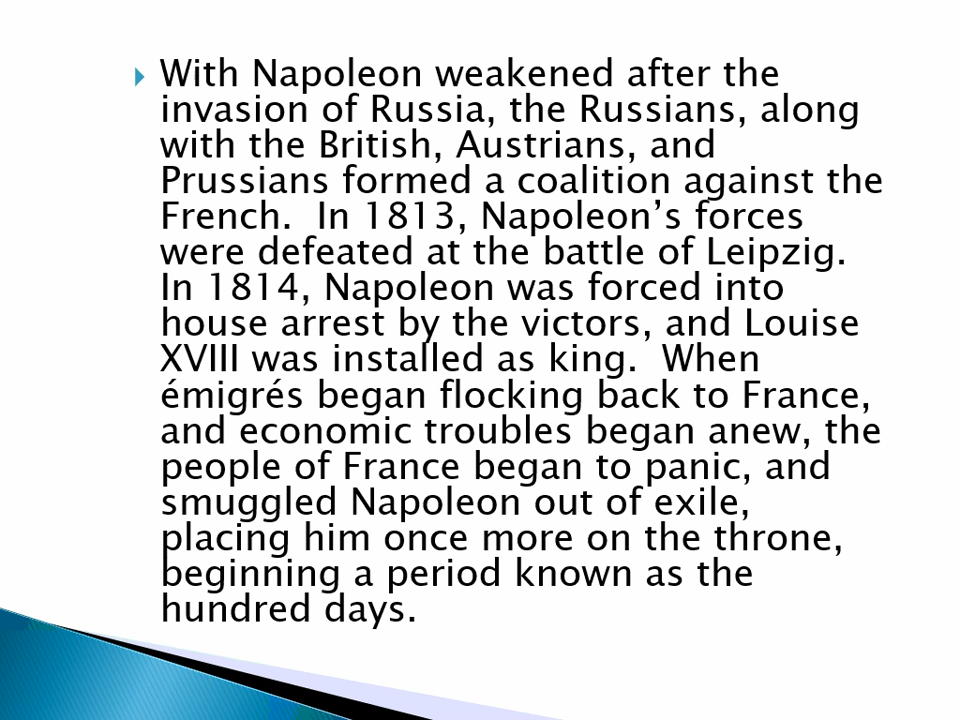 With Napoleon weakened after the
invasion of Russia, the Russians, along
with the British, Austrians, and
Prussians formed a coalition against the
French.  In 1813, Napoleon’s forces
were defeated at the battle of Leipzig.
In 1814, Napoleon was forced into
house arrest by the victors, and Louise
XVIII was installed as king.  When
émigrés began flocking back to France,
and economic troubles began anew, the
people of France began to panic, and
smuggled Napoleon out of exile,
placing him once more on the throne,
beginning a period known as the
hundred days.